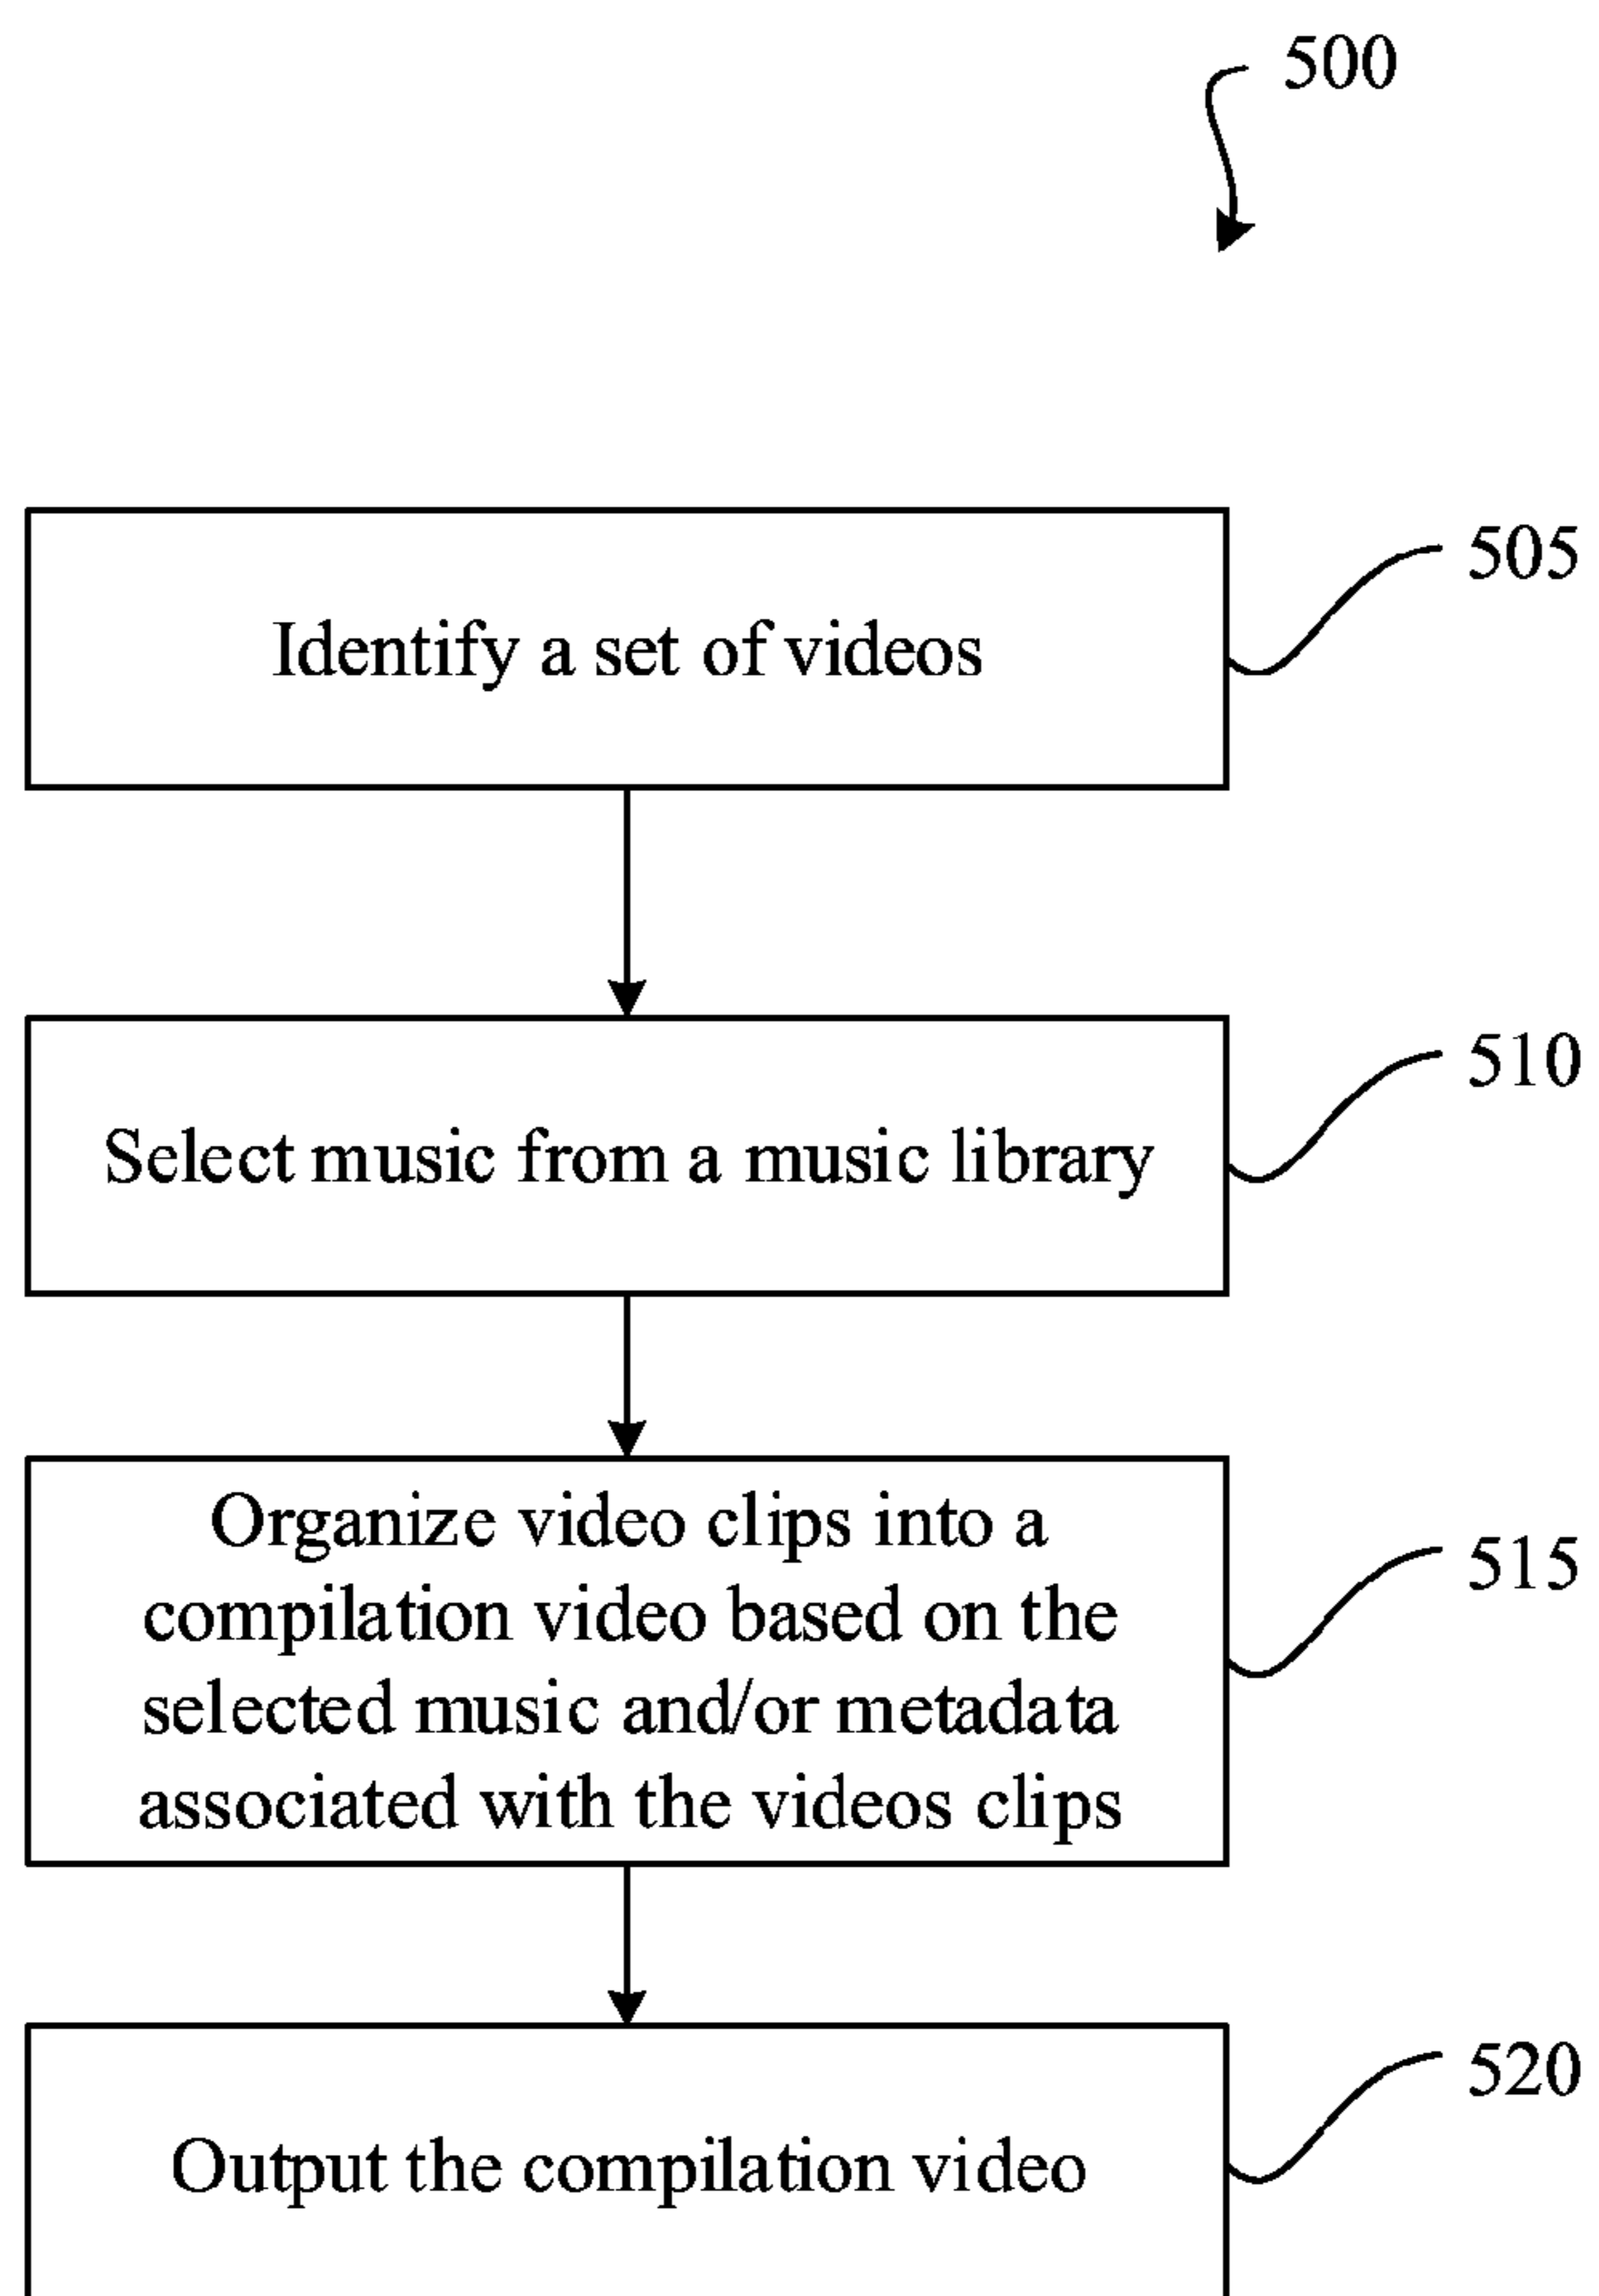 500
Identify a set of videos
505
Select music from a music library
510
Organize video clips into a
compilation video based on the
selected music and/or metadata
associated with the videos clips
515
Output the compilation video
520